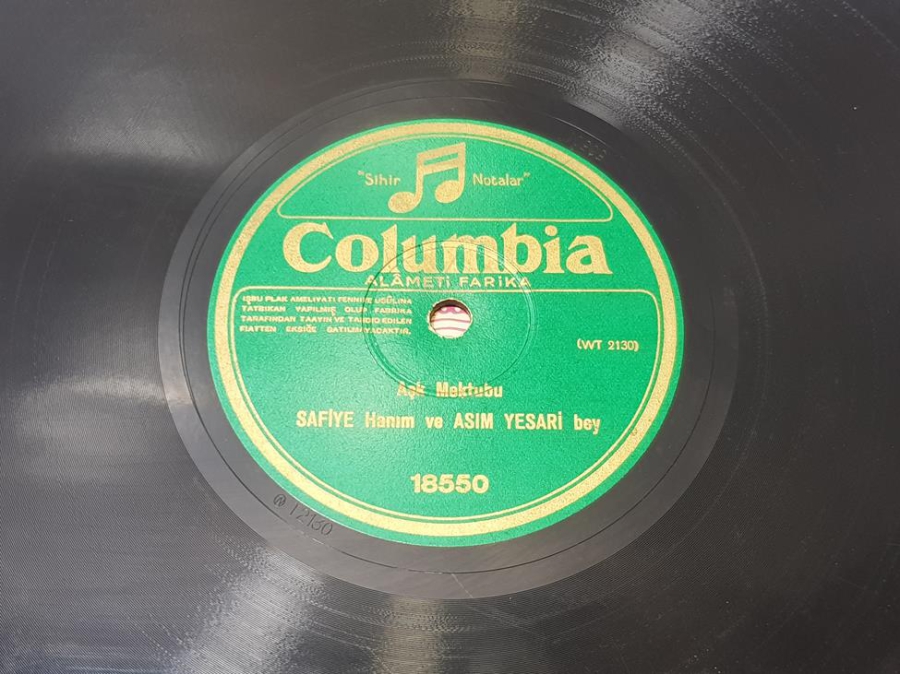 "Sihir Notalar"
Columbia
ALÂMETİ FARİKA
İŞBU PLAK AMELİYATI FENNİYE USÛLİNA
TATBİKAN YAPILMIŞ OLUP FABRİKA
TARAFINDAN TAAYİN VE TAHDİD EDİLEN
FİATTEN EKSİĞE SATILMIYACAKTIR.
(WT 2130)
Aşk Mektubu
SAFİYE Hanım ve ASIM YESARİ bey
18550
2130